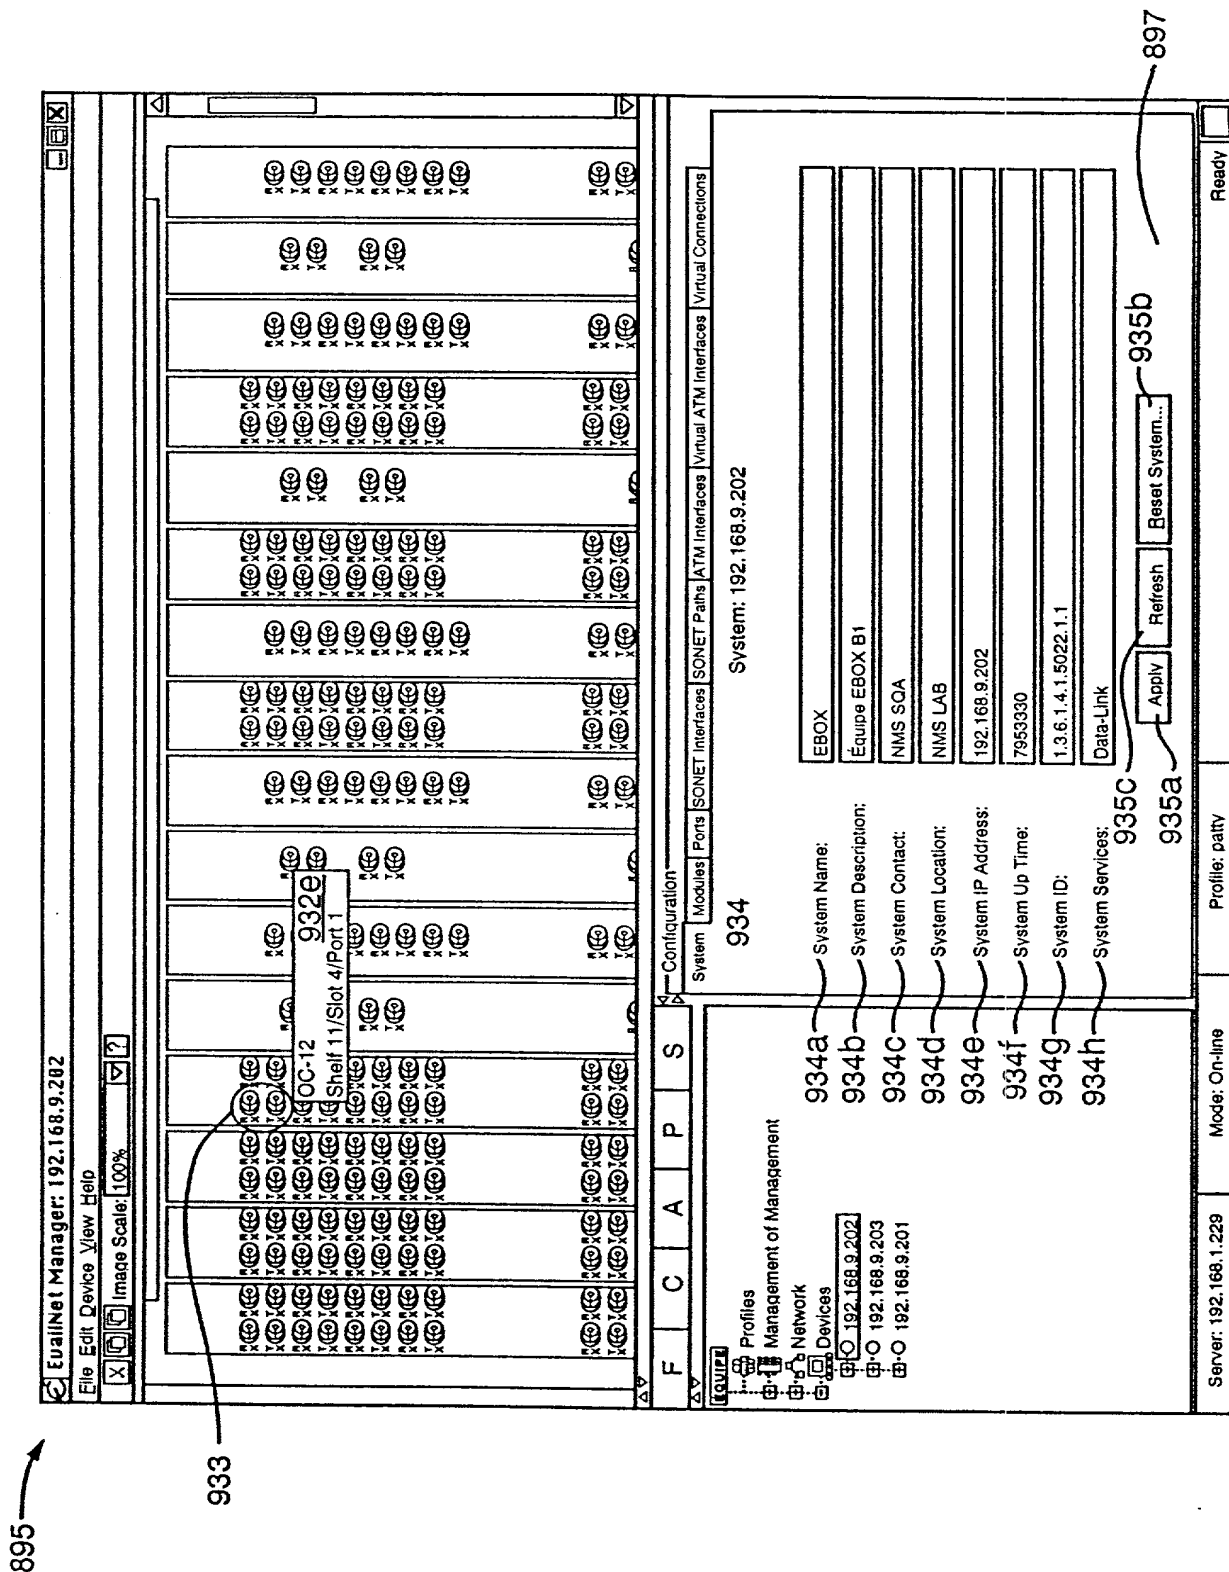 895
EuailNet Manager: 192.168.9.202
File Edit Device View Help
X Image Scale: 100% ?
933
OC-12 932e
Shelf 11/Slot 4/Port 1
F C A P S
EQUIPE
Profiles
Management of Management
Network
Devices
192.168.9.202
192.168.9.203
192.168.9.201
Configuration
System Modules Ports SONET Interfaces SONET Paths ATM Interfaces Virtual ATM Interfaces Virtual Connections
934 System: 192.168.9.202
934a System Name: EBOX
934b System Description: Équipe EBOX B1
934c System Contact: NMS SQA
934d System Location: NMS LAB
934e System IP Address: 192.168.9.202
934f System Up Time: 7953330
934g System ID: 1.3.6.1.4.1.5022.1.1
934h System Services: Data-Link
935c 935b
935a Apply Refresh Reset System...
897
Server: 192.168.1.229 Mode: On-line Profile: patty Ready